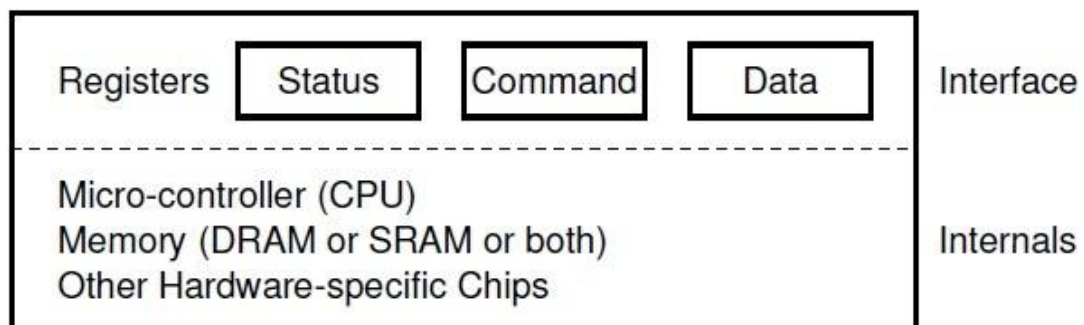 Registers Status Command Data Interface
Micro-controller (CPU)
Memory (DRAM or SRAM or both) Internals
Other Hardware-specific Chips